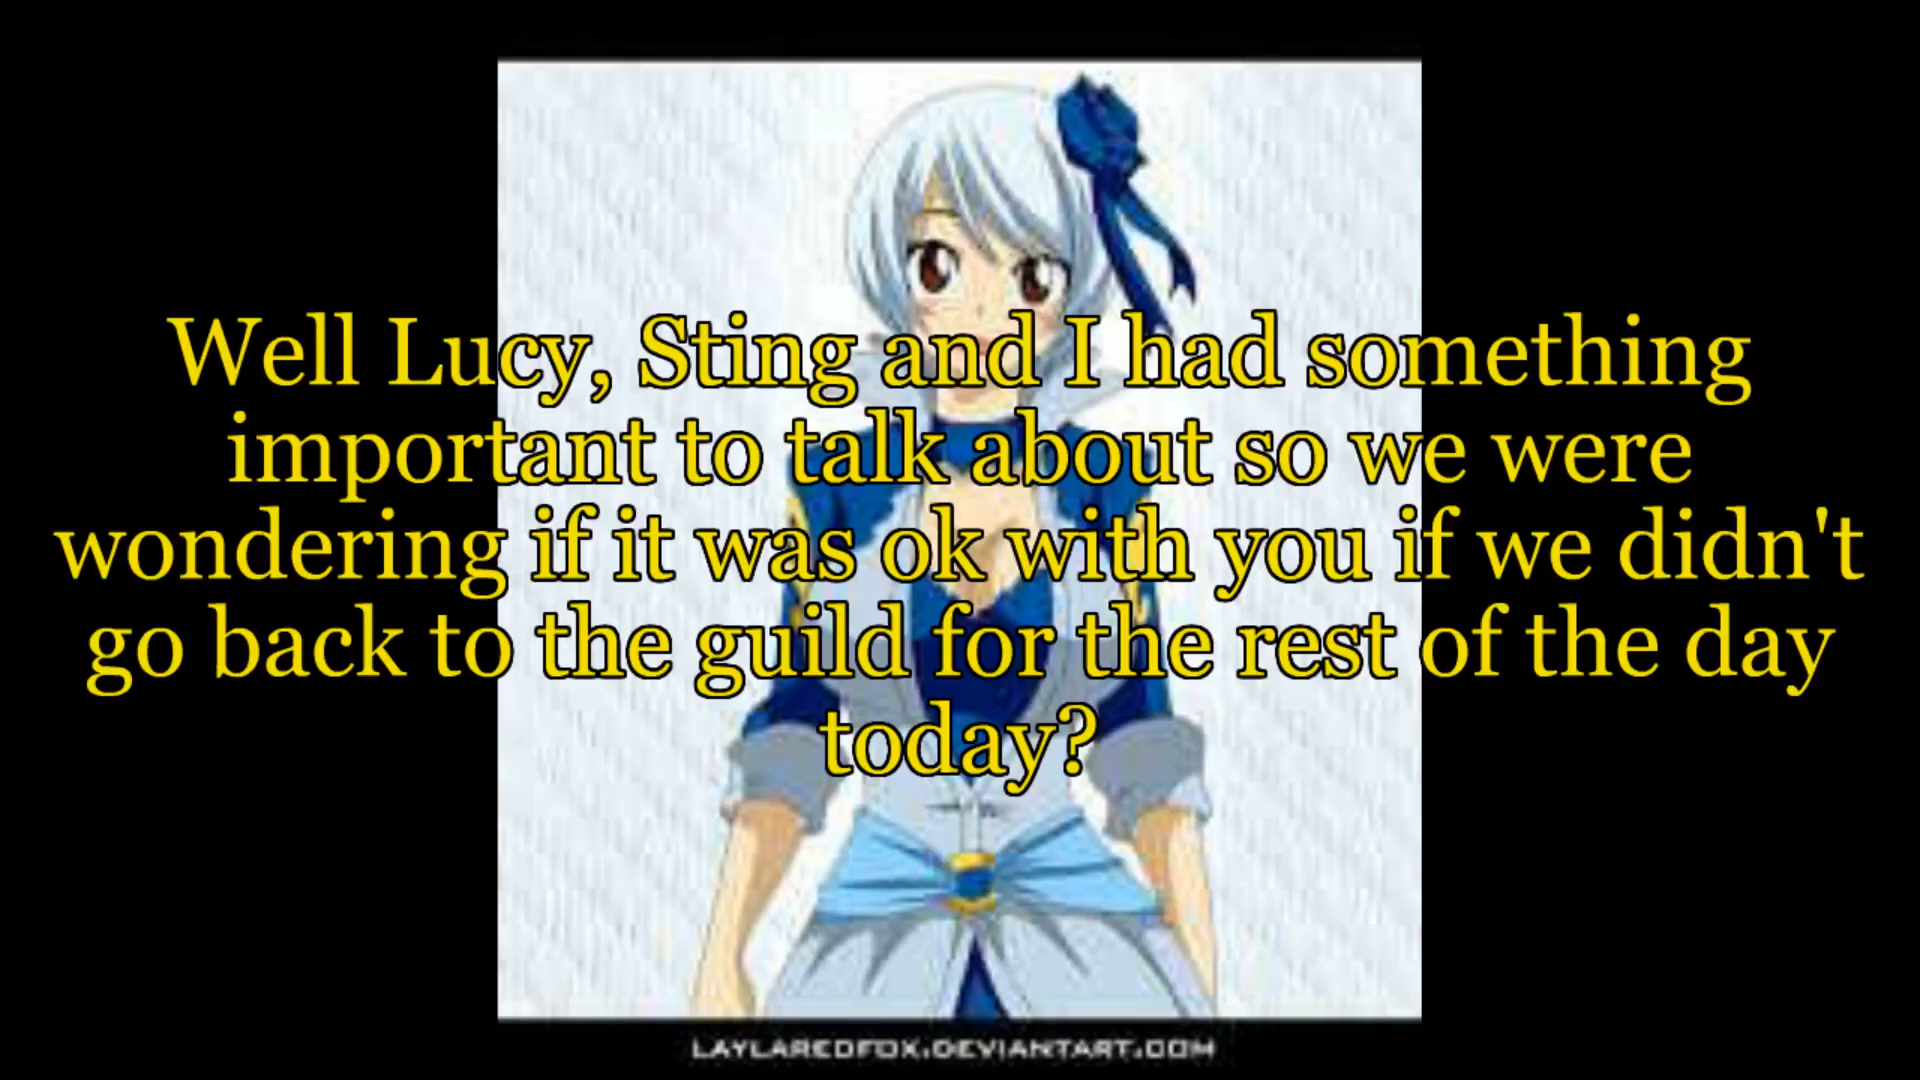 Well Lucy, Sting and I had something
important to talk about so we were
wondering if it was ok with you if we didn't
go back to the guild for the rest of the day
today?
LAYLAREDFOX.DEVIANTART.COM